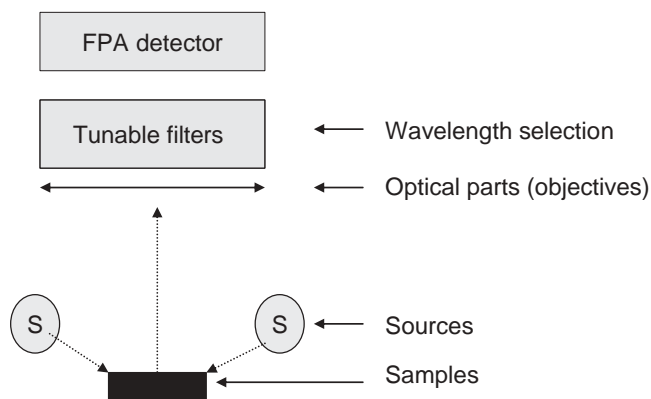 FPA detector
Tunable filters
Wavelength selection
Optical parts (objectives)
S
S
Sources
Samples